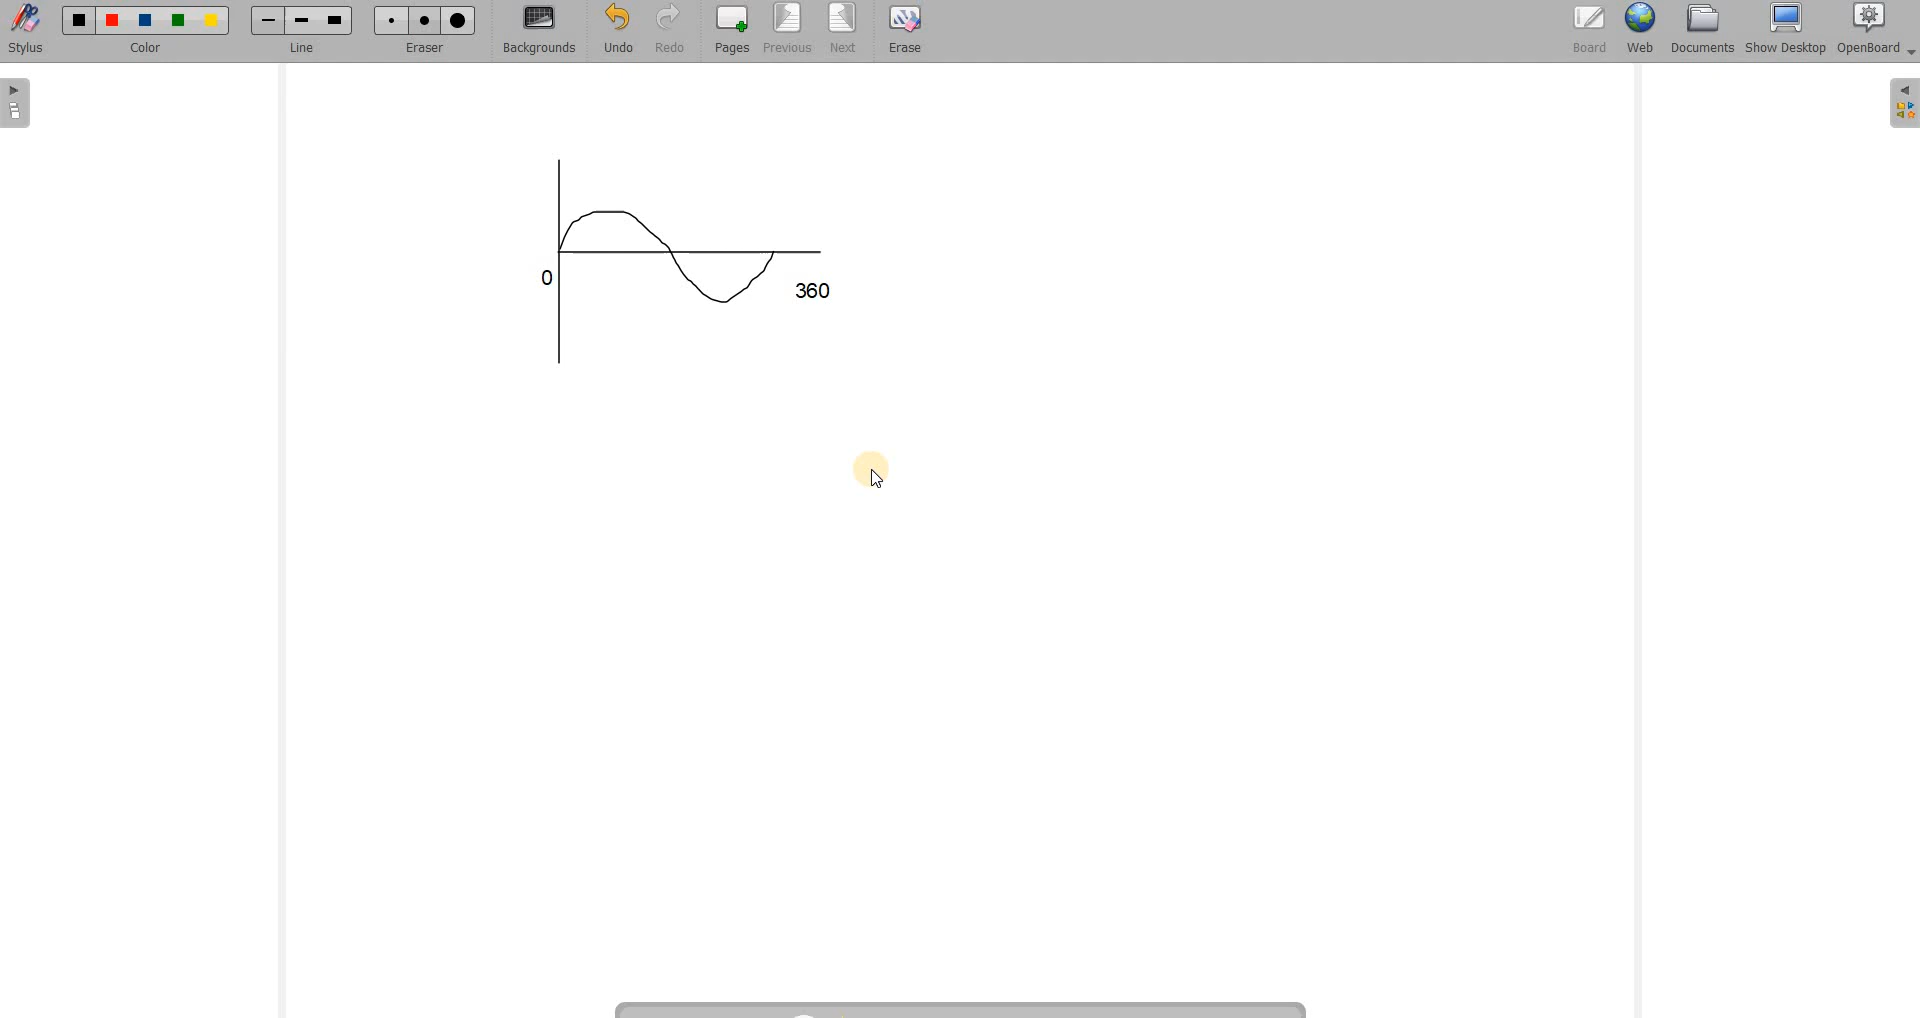 Stylus Color Line Eraser Backgrounds Undo Redo Pages Previous Next Erase Board Web Documents Show Desktop OpenBoard
0
360